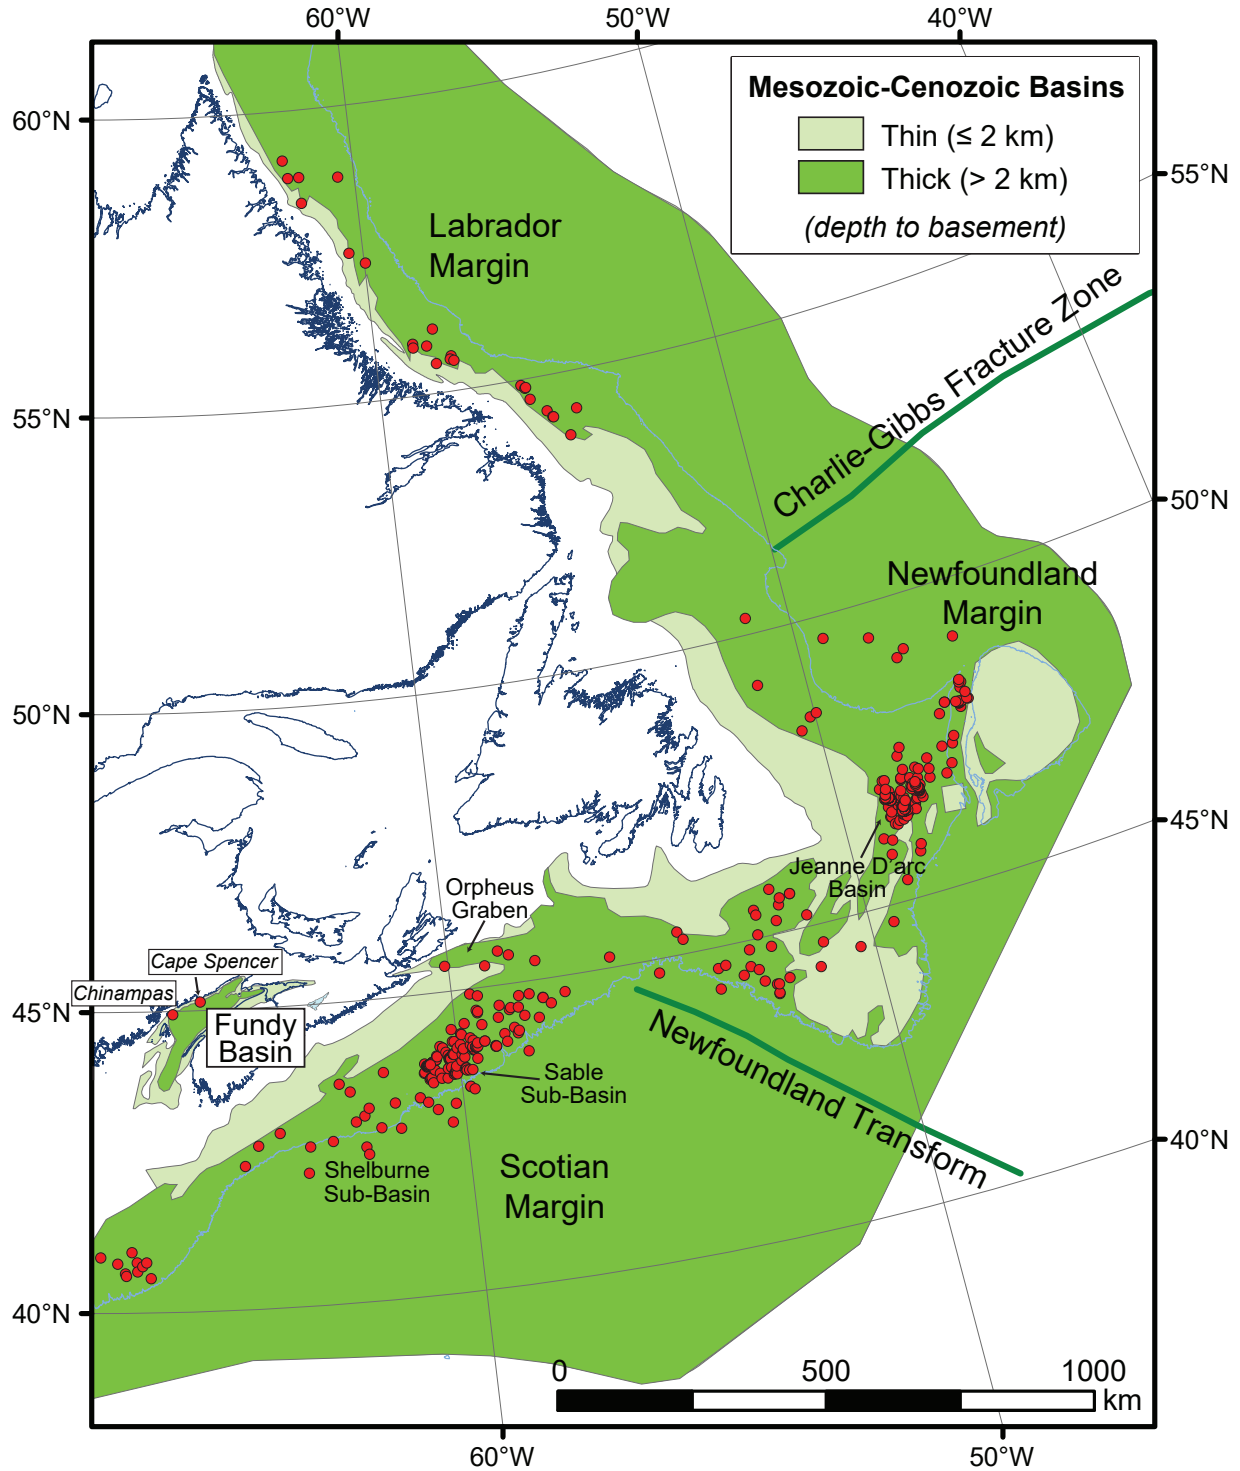 60°W
50°W
40°W
Mesozoic-Cenozoic Basins
Thin (≤ 2 km)
Thick (> 2 km)
(depth to basement)
60°N
55°N
50°N
45°N
40°N
55°N
50°N
45°N
40°N
Labrador
Margin
Charlie-Gibbs Fracture Zone
Newfoundland
Margin
Jeanne D'arc
Basin
Orpheus
Graben
Cape Spencer
Chinampas
Fundy
Basin
Newfoundland Transform
Sable
Sub-Basin
Shelburne
Sub-Basin
Scotian
Margin
0
500
1000
km
60°W
50°W